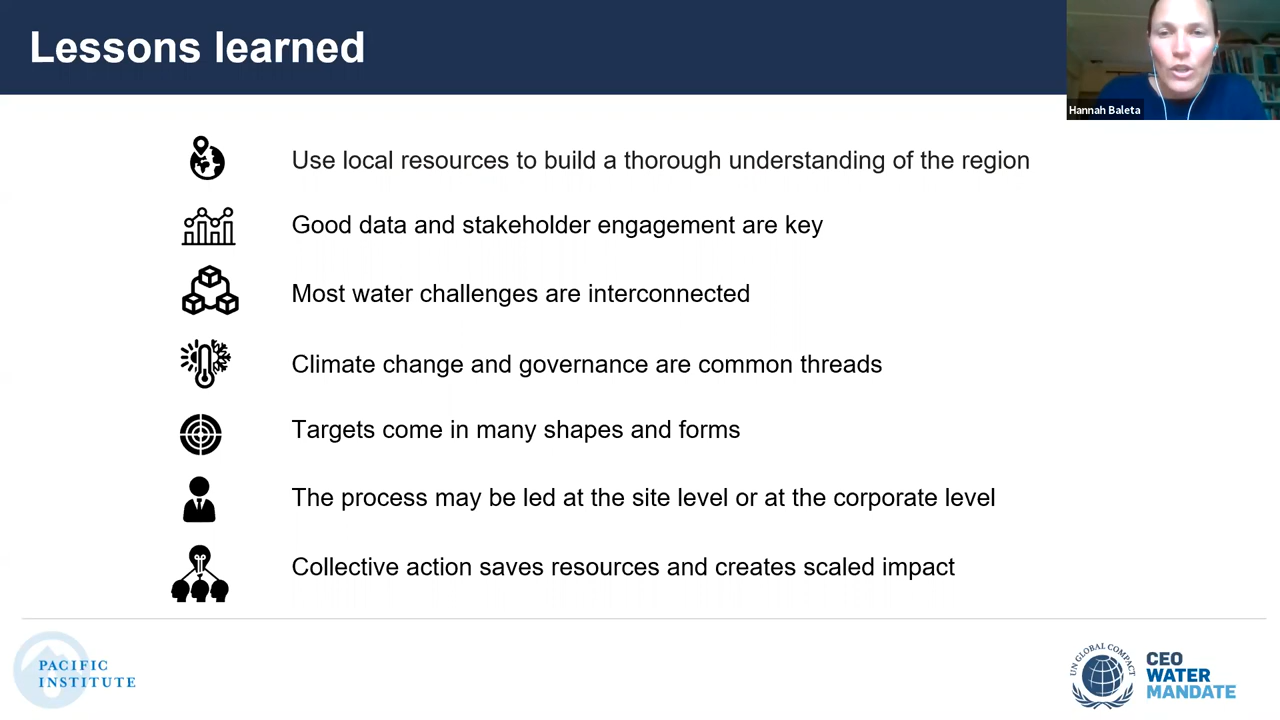 Lessons learned
Hannah Baleta
Use local resources to build a thorough understanding of the region
Good data and stakeholder engagement are key
Most water challenges are interconnected
Climate change and governance are common threads
Targets come in many shapes and forms
The process may be led at the site level or at the corporate level
Collective action saves resources and creates scaled impact
PACIFIC
INSTITUTE
UN GLOBAL COMPACT
CEO
WATER
MANDATE